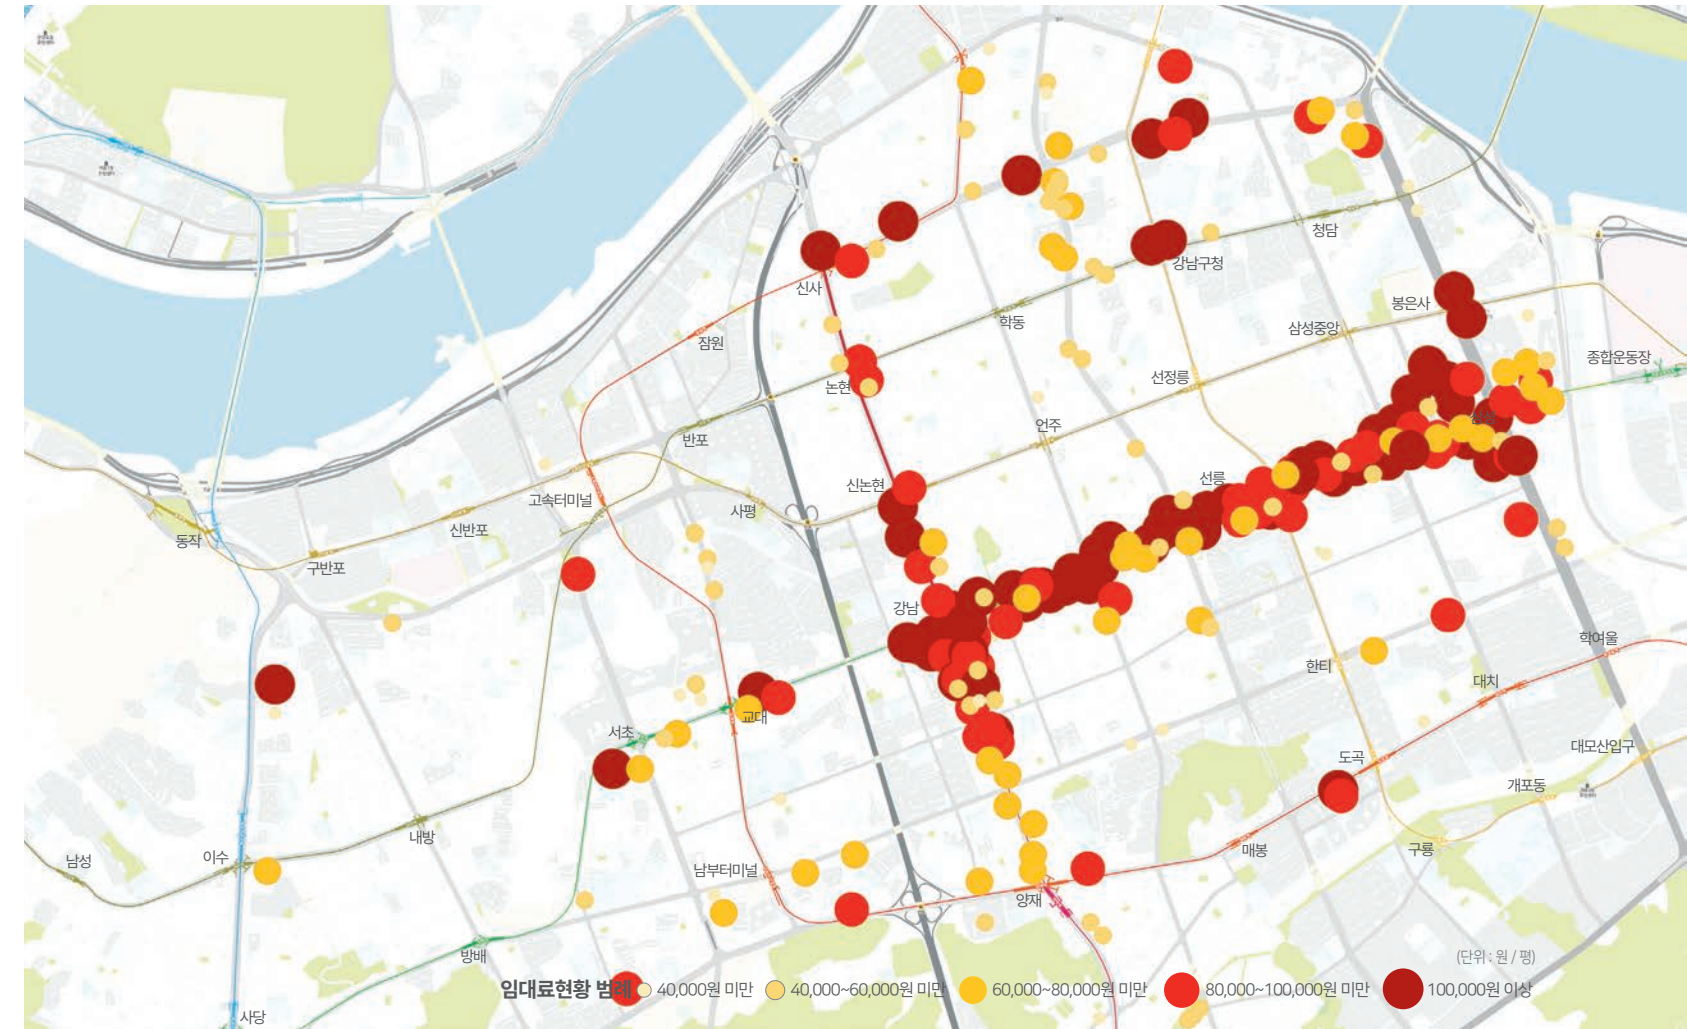 청담
강남구청
신사
봉은사
학동
삼성중앙
잠원
종합운동장
논현
선정릉
삼성
언주
반포
선릉
신논현
고속터미널
사평
신반포
동작
구반포
강남
학여울
한티
대치
교대
서초
대모산입구
도곡
개포동
내방
매봉
구룡
남성
이수
남부터미널
양재
방배
(단위 : 원 / 평)
임대료현황 범례 40,000원 미만 40,000~60,000원 미만 60,000~80,000원 미만 80,000~100,000원 미만 100,000원 이상
사당